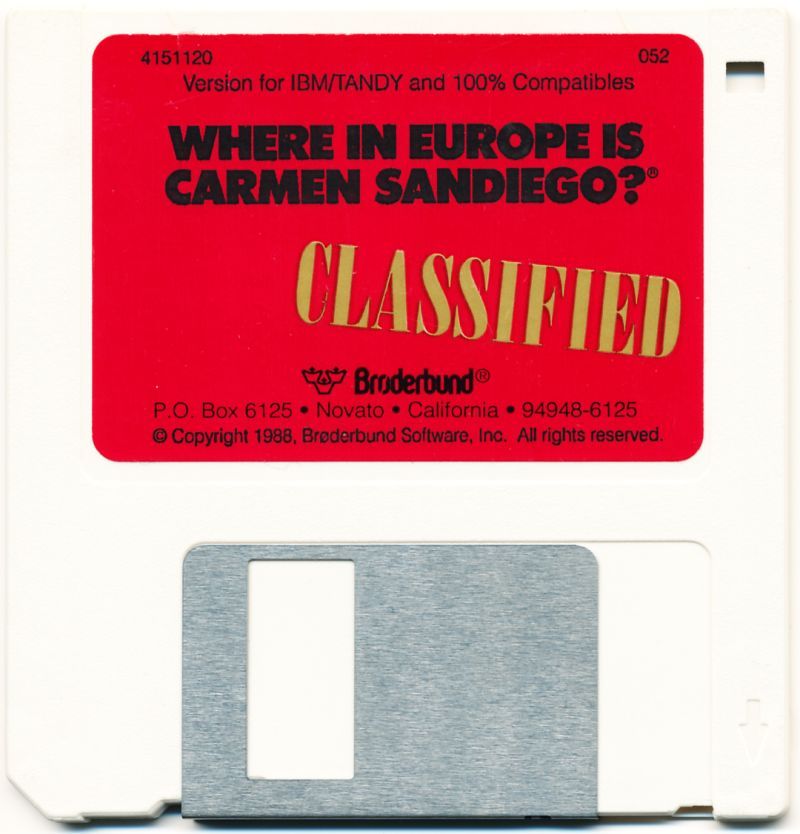 4151120 052
Version for IBM/TANDY and 100% Compatibles
WHERE IN EUROPE IS
CARMEN SANDIEGO?®
CLASSIFIED
Brøderbund®
P.O. Box 6125 • Novato • California • 94948-6125
© Copyright 1988, Brøderbund Software, Inc. All rights reserved.